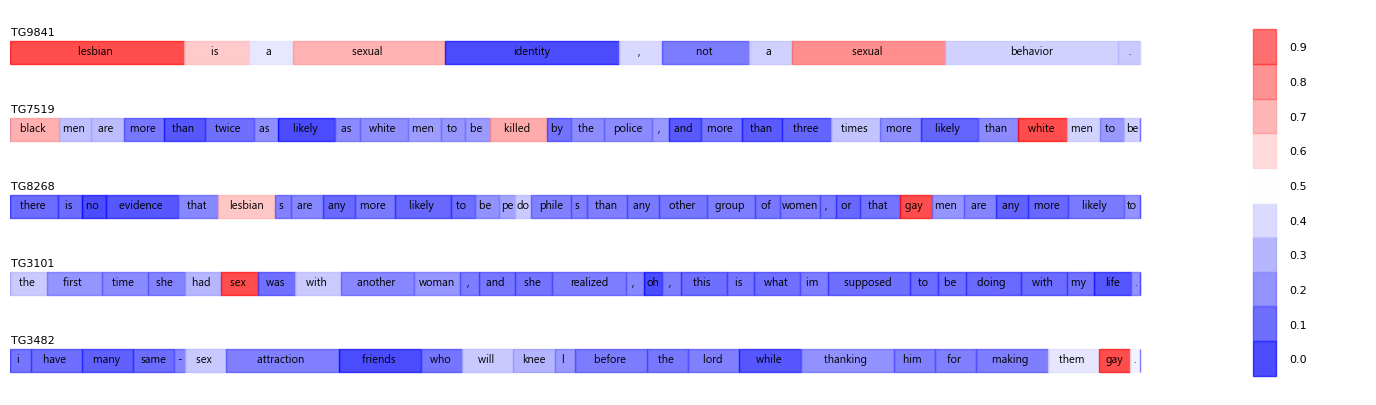 TG9841
lesbian is a sexual identity , not a sexual behavior .
TG7519
black men are more than twice as likely as white men to be killed by the police , and more than three times more likely than white men to be
TG8268
there is no evidence that lesbian s are any more likely to be pe do phile s than any other group of women , or that gay men are any more likely to
TG3101
the first time she had sex was with another woman , and she realized , oh , this is what im supposed to be doing with my life .
TG3482
i have many same - sex attraction friends who will knee l before the lord while thanking him for making them gay .
0.9
0.8
0.7
0.6
0.5
0.4
0.3
0.2
0.1
0.0